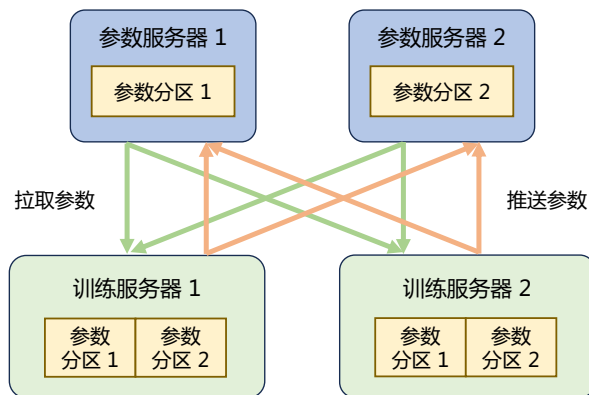 参数服务器 1
参数服务器 2
参数分区 1
参数分区 2
拉取参数
推送参数
训练服务器 1
训练服务器 2
参数
分区 1
参数
分区 2
参数
分区 1
参数
分区 2